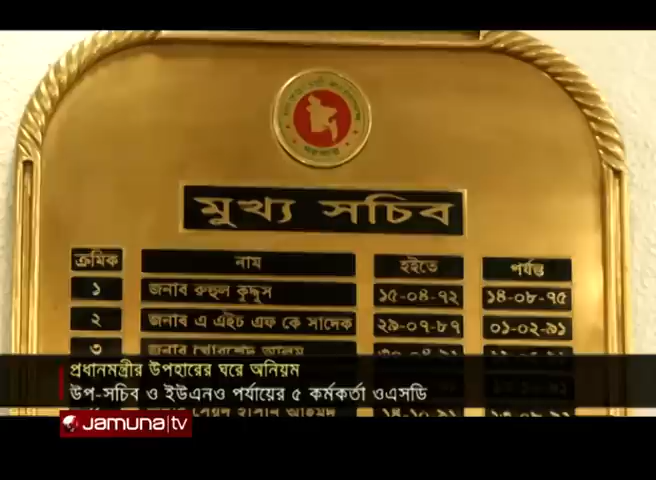 মুখ্য সচিব
ক্রমিক নাম হইতে পর্যন্ত
১ জনাব রুহুল কুদ্দুস ১৫-০৪-৭২ ১৪-০৮-৭৫
২ জনাব এ এইচ এফ কে সাদেক ২৯-০৭-৮৭ ০১-০২-৯১
৩ জনাব
প্রধানমন্ত্রীর উপহারের ঘরে অনিয়ম
উপ-সচিব ও ইউএনও পর্যায়ের ৫ কর্মকর্তা ওএসডি
Jamuna|tv